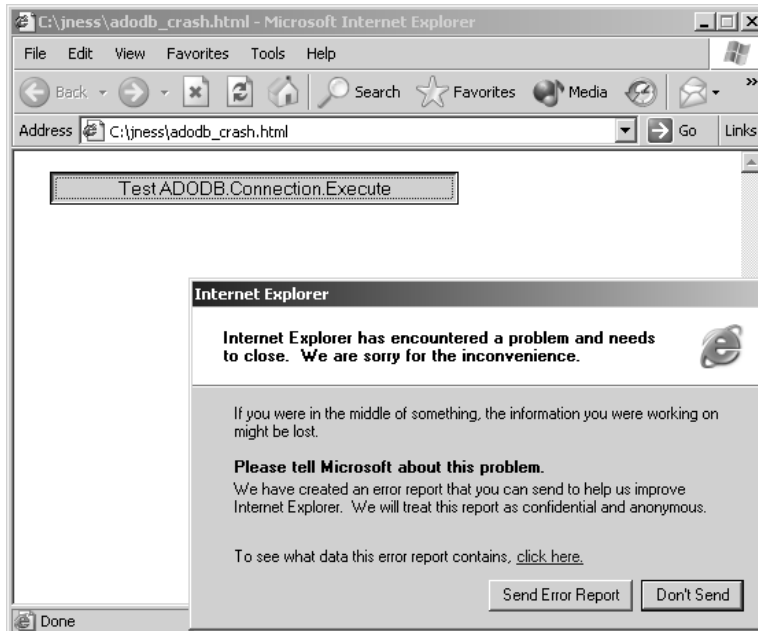 C:\jness\adodb_crash.html - Microsoft Internet Explorer
File Edit View Favorites Tools Help
Back Search Favorites Media »
Address C:\jness\adodb_crash.html Go Links
Test ADODB.Connection.Execute
Internet Explorer
Internet Explorer has encountered a problem and needs
to close. We are sorry for the inconvenience.
If you were in the middle of something, the information you were working on
might be lost.
Please tell Microsoft about this problem.
We have created an error report that you can send to help us improve
Internet Explorer. We will treat this report as confidential and anonymous.
To see what data this error report contains, click here.
Send Error Report Don't Send
Done